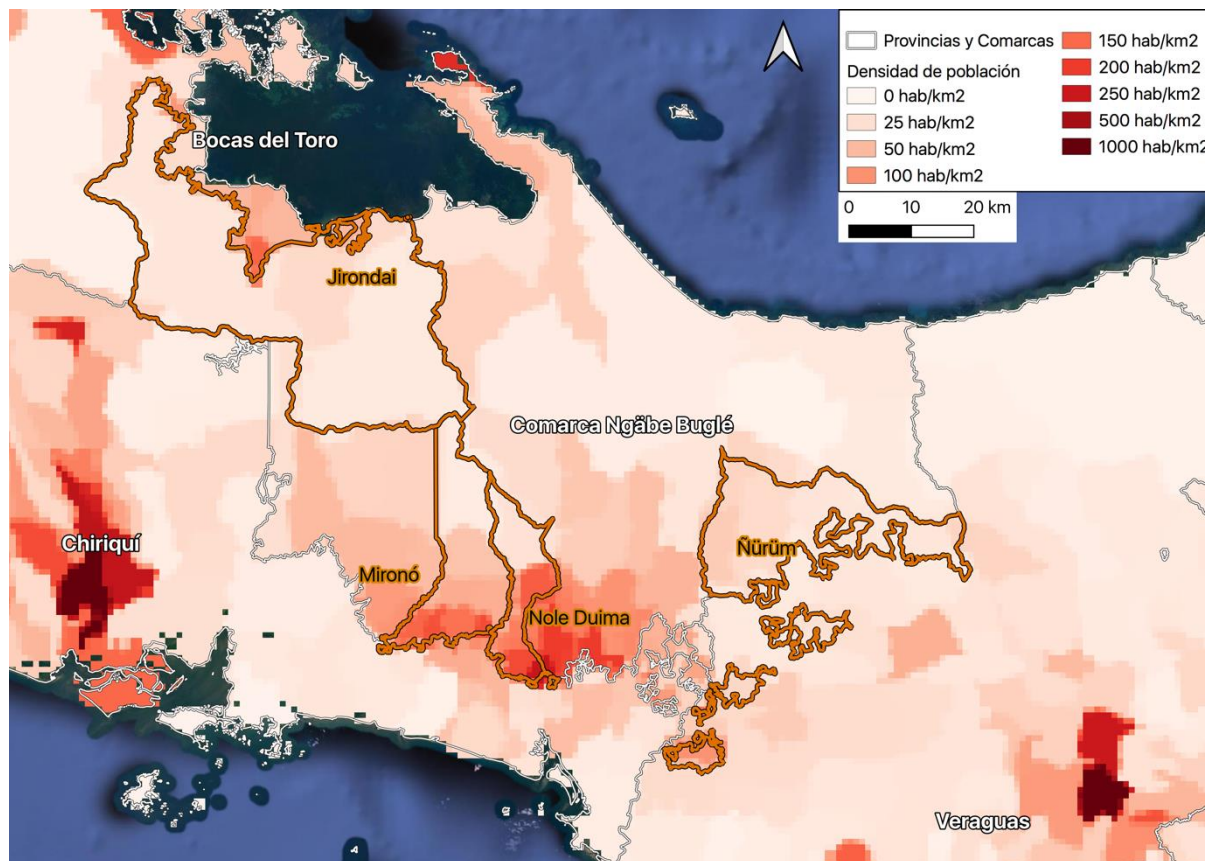 Provincias y Comarcas
Densidad de población
0 hab/km2
25 hab/km2
50 hab/km2
100 hab/km2
150 hab/km2
200 hab/km2
250 hab/km2
500 hab/km2
1000 hab/km2
0 10 20 km
Bocas del Toro
Jirondai
Comarca Ngäbe Buglé
Chiriquí
Mironó
Ñürüm
Nole Duima
Veraguas